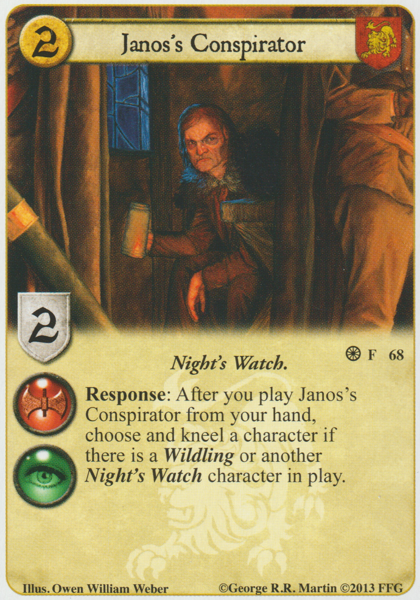 2
Janos's Conspirator
2
Night's Watch.
F 68
Response: After you play Janos's
Conspirator from your hand,
choose and kneel a character if
there is a Wildling or another
Night's Watch character in play.
Illus. Owen William Weber
©George R.R. Martin ©2013 FFG